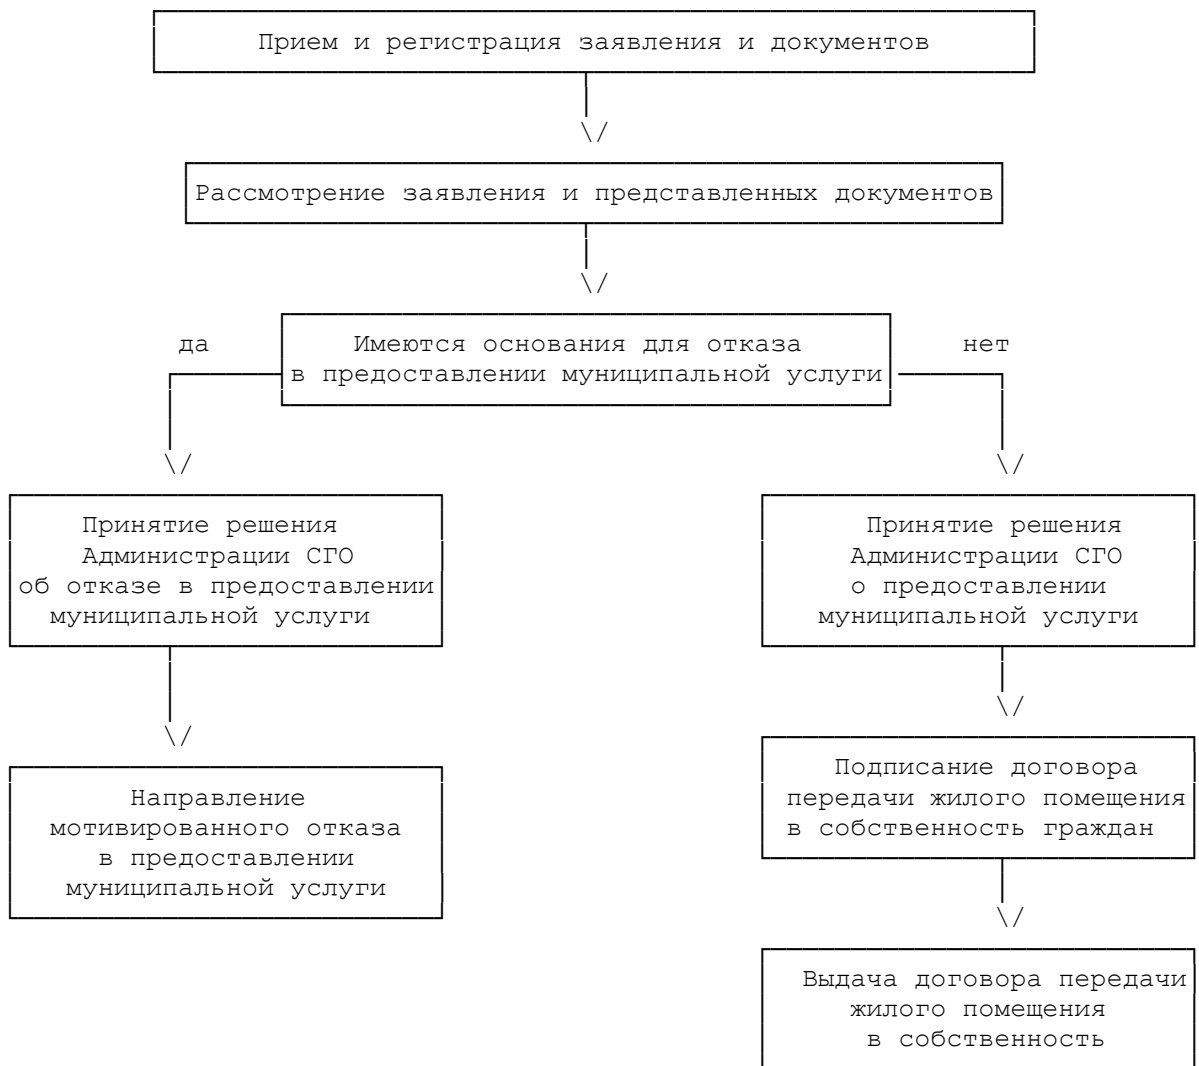 Прием и регистрация заявления и документов
\/
Рассмотрение заявления и представленных документов
\/
да
Имеются основания для отказа
в предоставлении муниципальной услуги
нет
\/
\/
Принятие решения
Администрации СГО
об отказе в предоставлении
муниципальной услуги
Принятие решения
Администрации СГО
о предоставлении
муниципальной услуги
\/
\/
Направление
мотивированного отказа
в предоставлении
муниципальной услуги
Подписание договора
передачи жилого помещения
в собственность граждан
\/
Выдача договора передачи
жилого помещения
в собственность